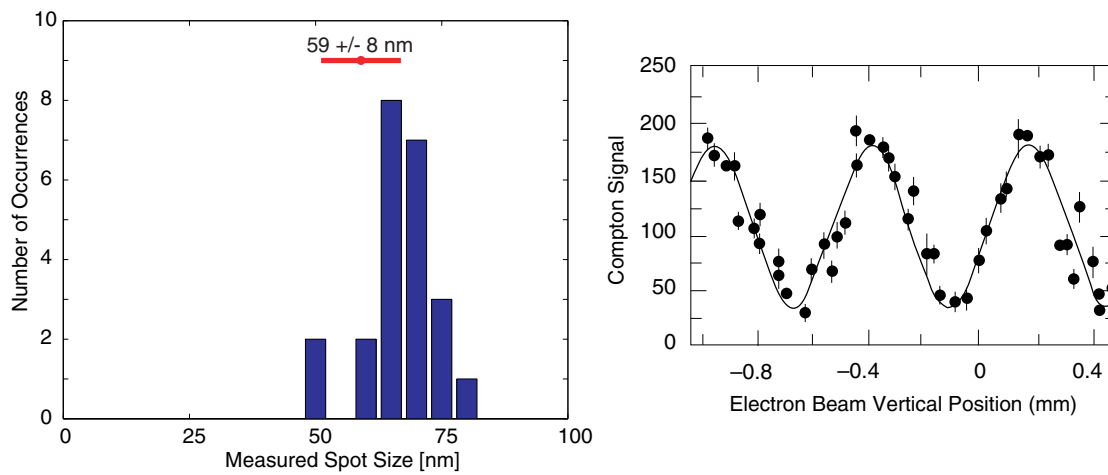 10
8
6
4
2
0
Number of Occurrences
59 +/- 8 nm
0 25 50 75 100
Measured Spot Size [nm]
250
200
150
100
50
0
Compton Signal
–0.8 –0.4 0 0.4
Electron Beam Vertical Position (mm)